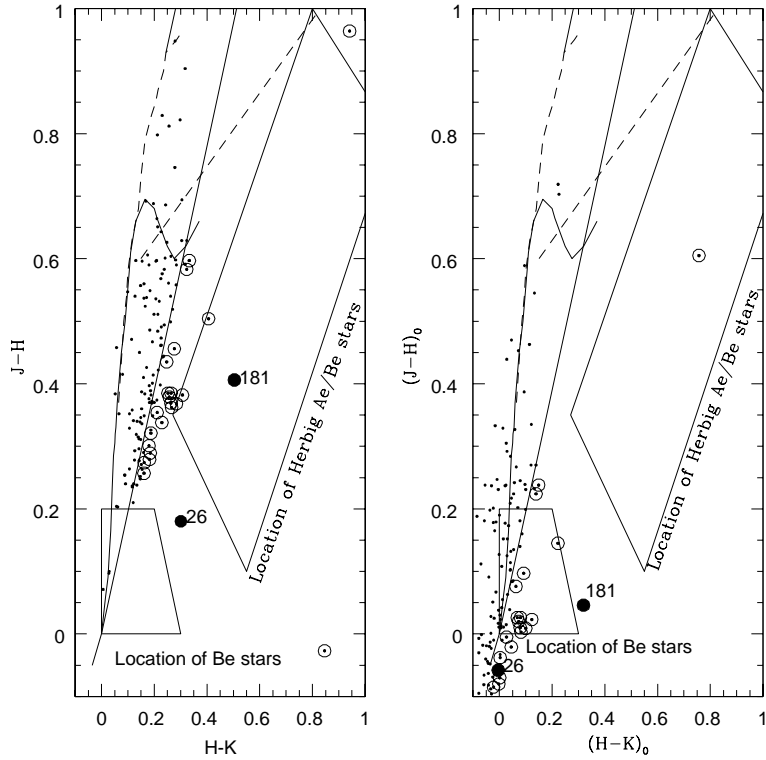 1
0.8
0.6
0.4
0.2
0
J-H
181
26
Location of Herbig Ae/Be stars
Location of Be stars
0 0.2 0.4 0.6 0.8 1
H-K
1
0.8
0.6
0.4
0.2
0
(J-H)₀
181
26
Location of Herbig Ae/Be stars
Location of Be stars
0 0.2 0.4 0.6 0.8 1
(H-K)₀